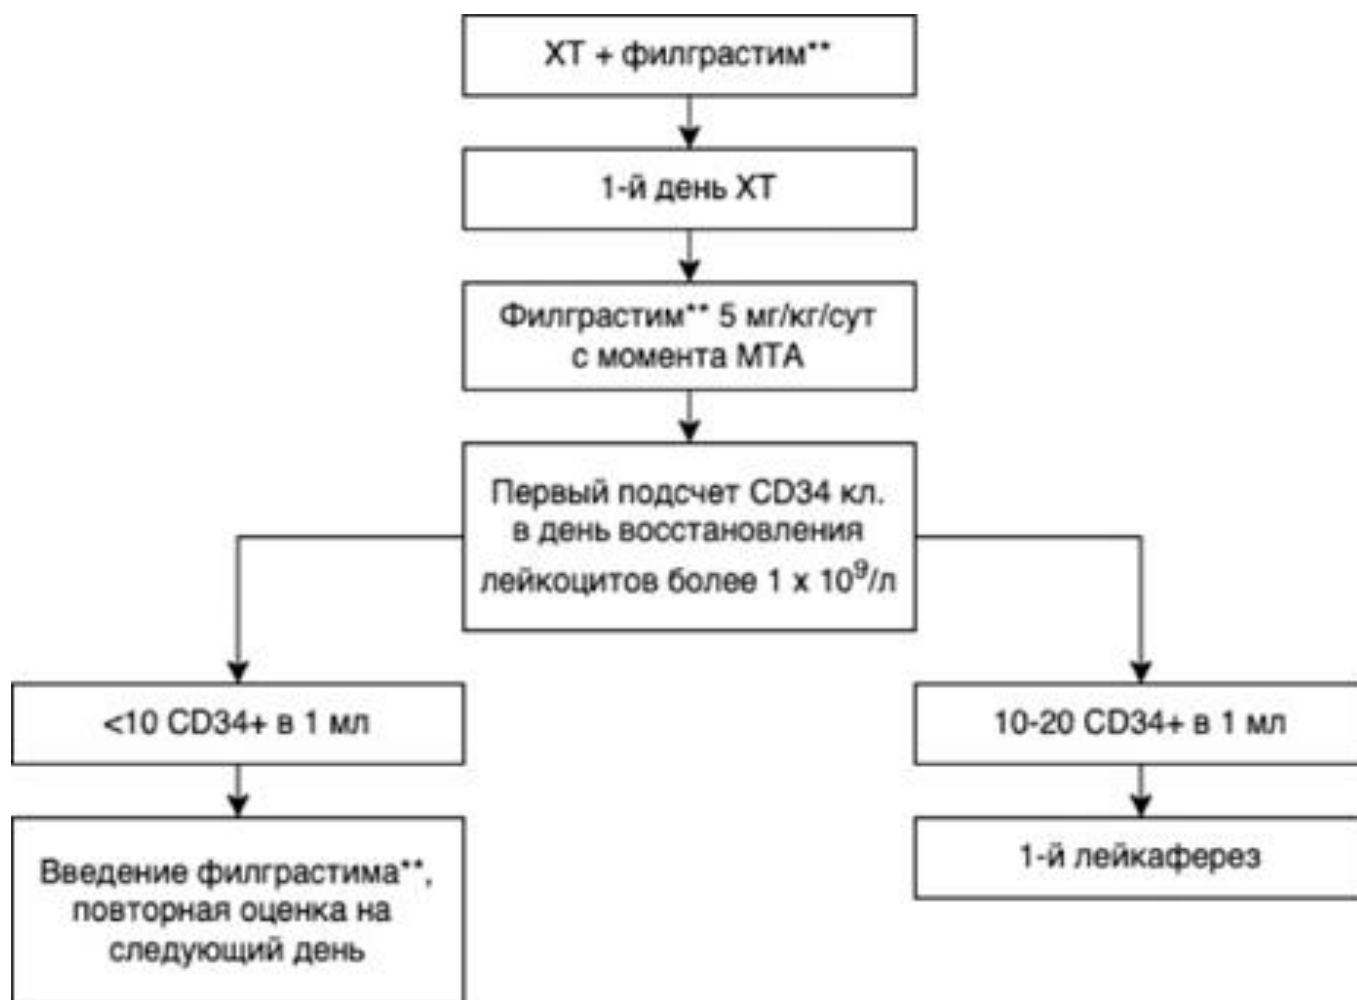 ХТ + филграстим**
1-й день ХТ
Филграстим** 5 мг/кг/сут
с момента МТА
Первый подсчет CD34 кл.
в день восстановления
лейкоцитов более 1 x 10⁹/л
<10 CD34+ в 1 мл
10-20 CD34+ в 1 мл
Введение филграстима**,
повторная оценка на
следующий день
1-й лейкаферез